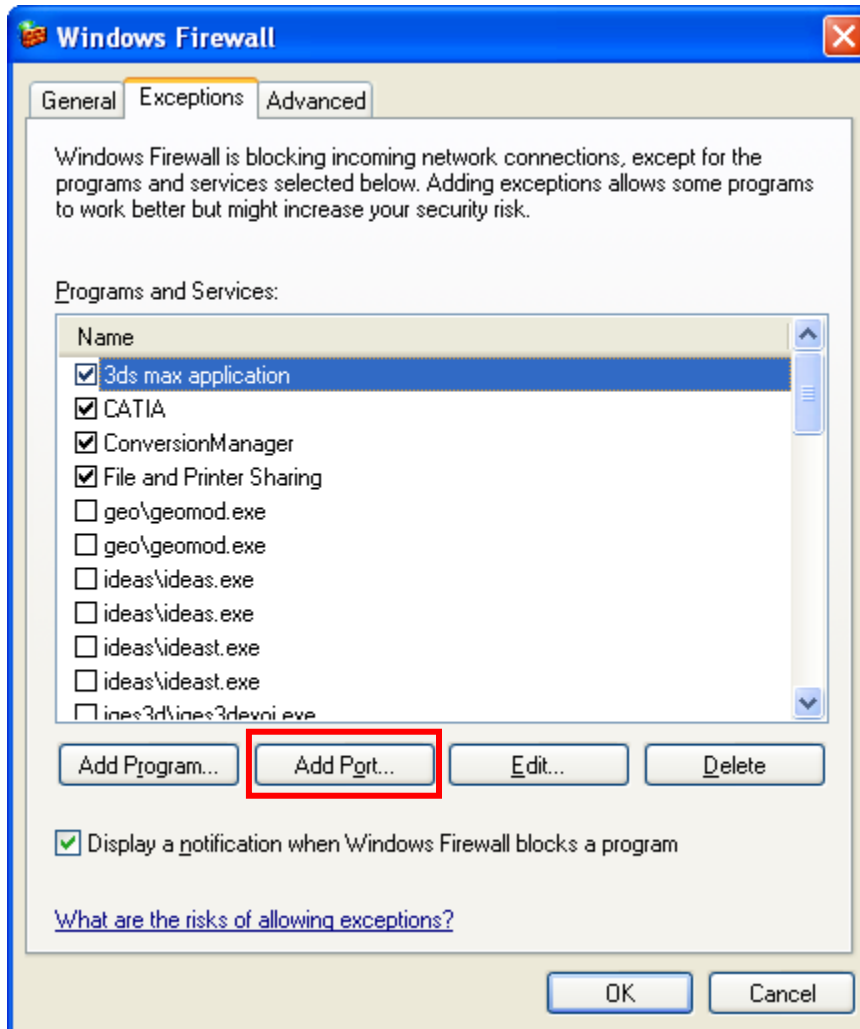 Windows Firewall
General Exceptions Advanced
Windows Firewall is blocking incoming network connections, except for the
programs and services selected below. Adding exceptions allows some programs
to work better but might increase your security risk.
Programs and Services:
Name
3ds max application
CATIA
ConversionManager
File and Printer Sharing
geo\geomod.exe
geo\geomod.exe
ideas\ideas.exe
ideas\ideas.exe
ideas\ideast.exe
ideas\ideast.exe
Add Program... Add Port... Edit... Delete
Display a notification when Windows Firewall blocks a program
What are the risks of allowing exceptions?
OK Cancel